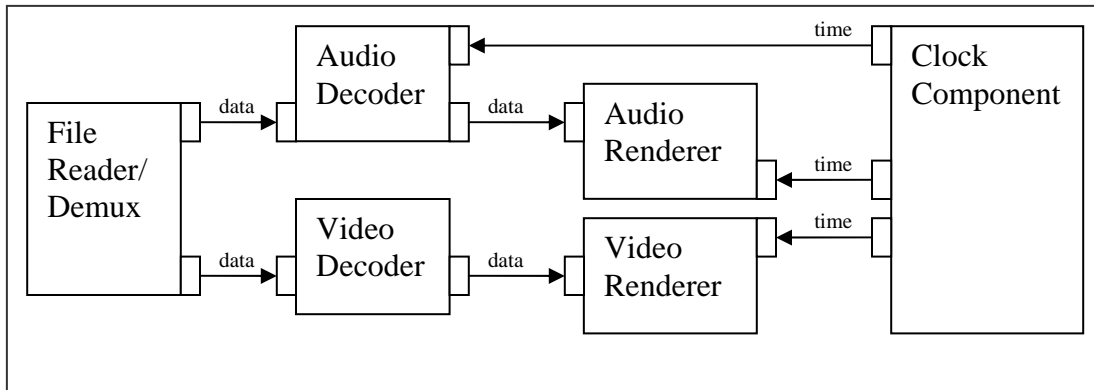 time
Audio
Decoder
Clock
Component
data
data
File
Reader/
Demux
Audio
Renderer
time
time
Video
Decoder
Video
Renderer
data
data